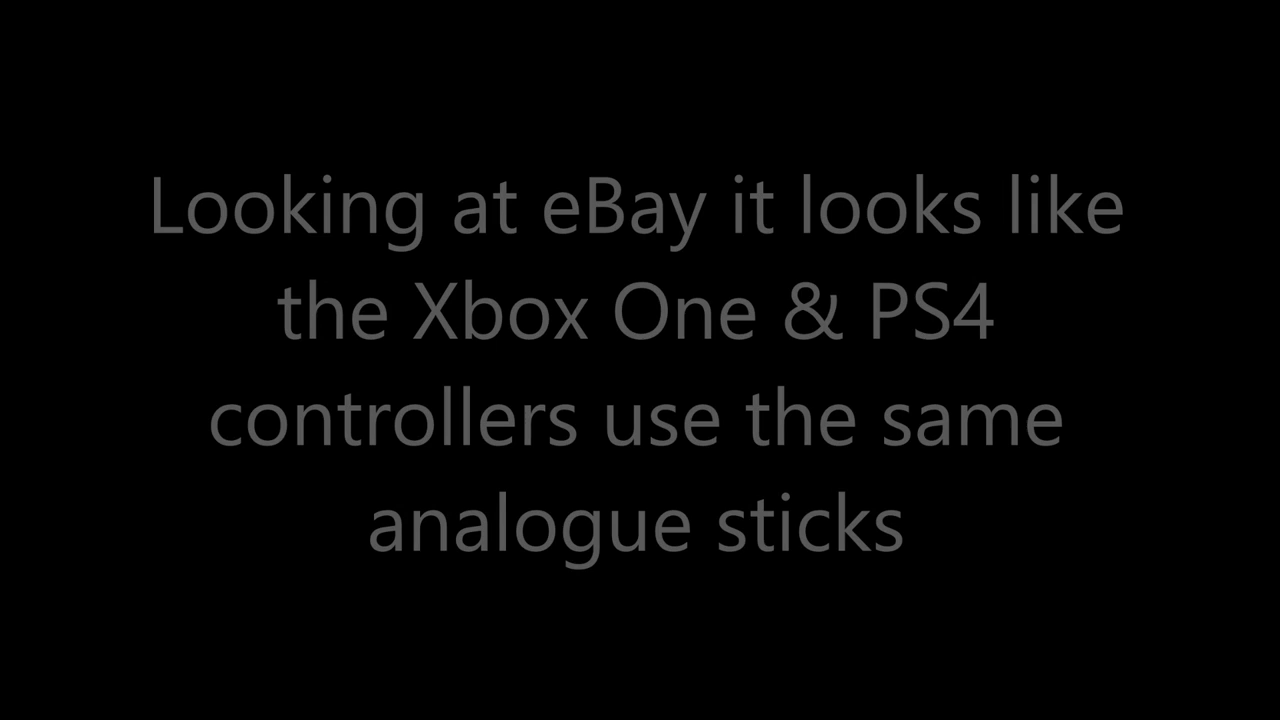 Looking at eBay it looks like
the Xbox One & PS4
controllers use the same
analogue sticks